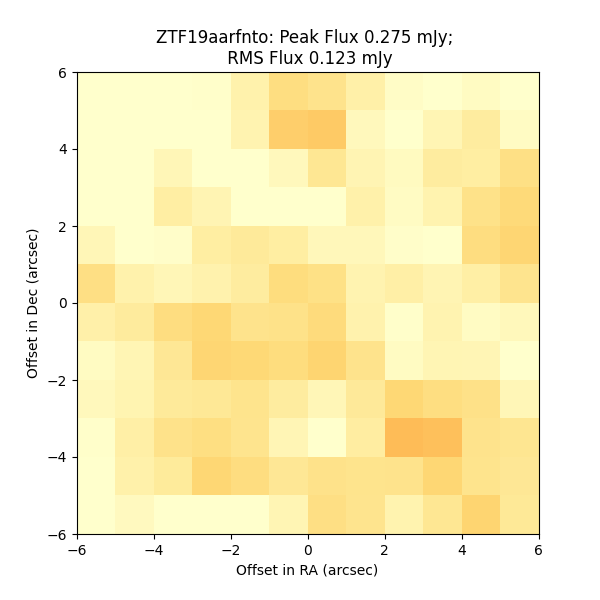 ZTF19aarfnto: Peak Flux 0.275 mJy;
RMS Flux 0.123 mJy
6
4
2
0
−2
−4
−6
Offset in Dec (arcsec)
−6 −4 −2 0 2 4 6
Offset in RA (arcsec)